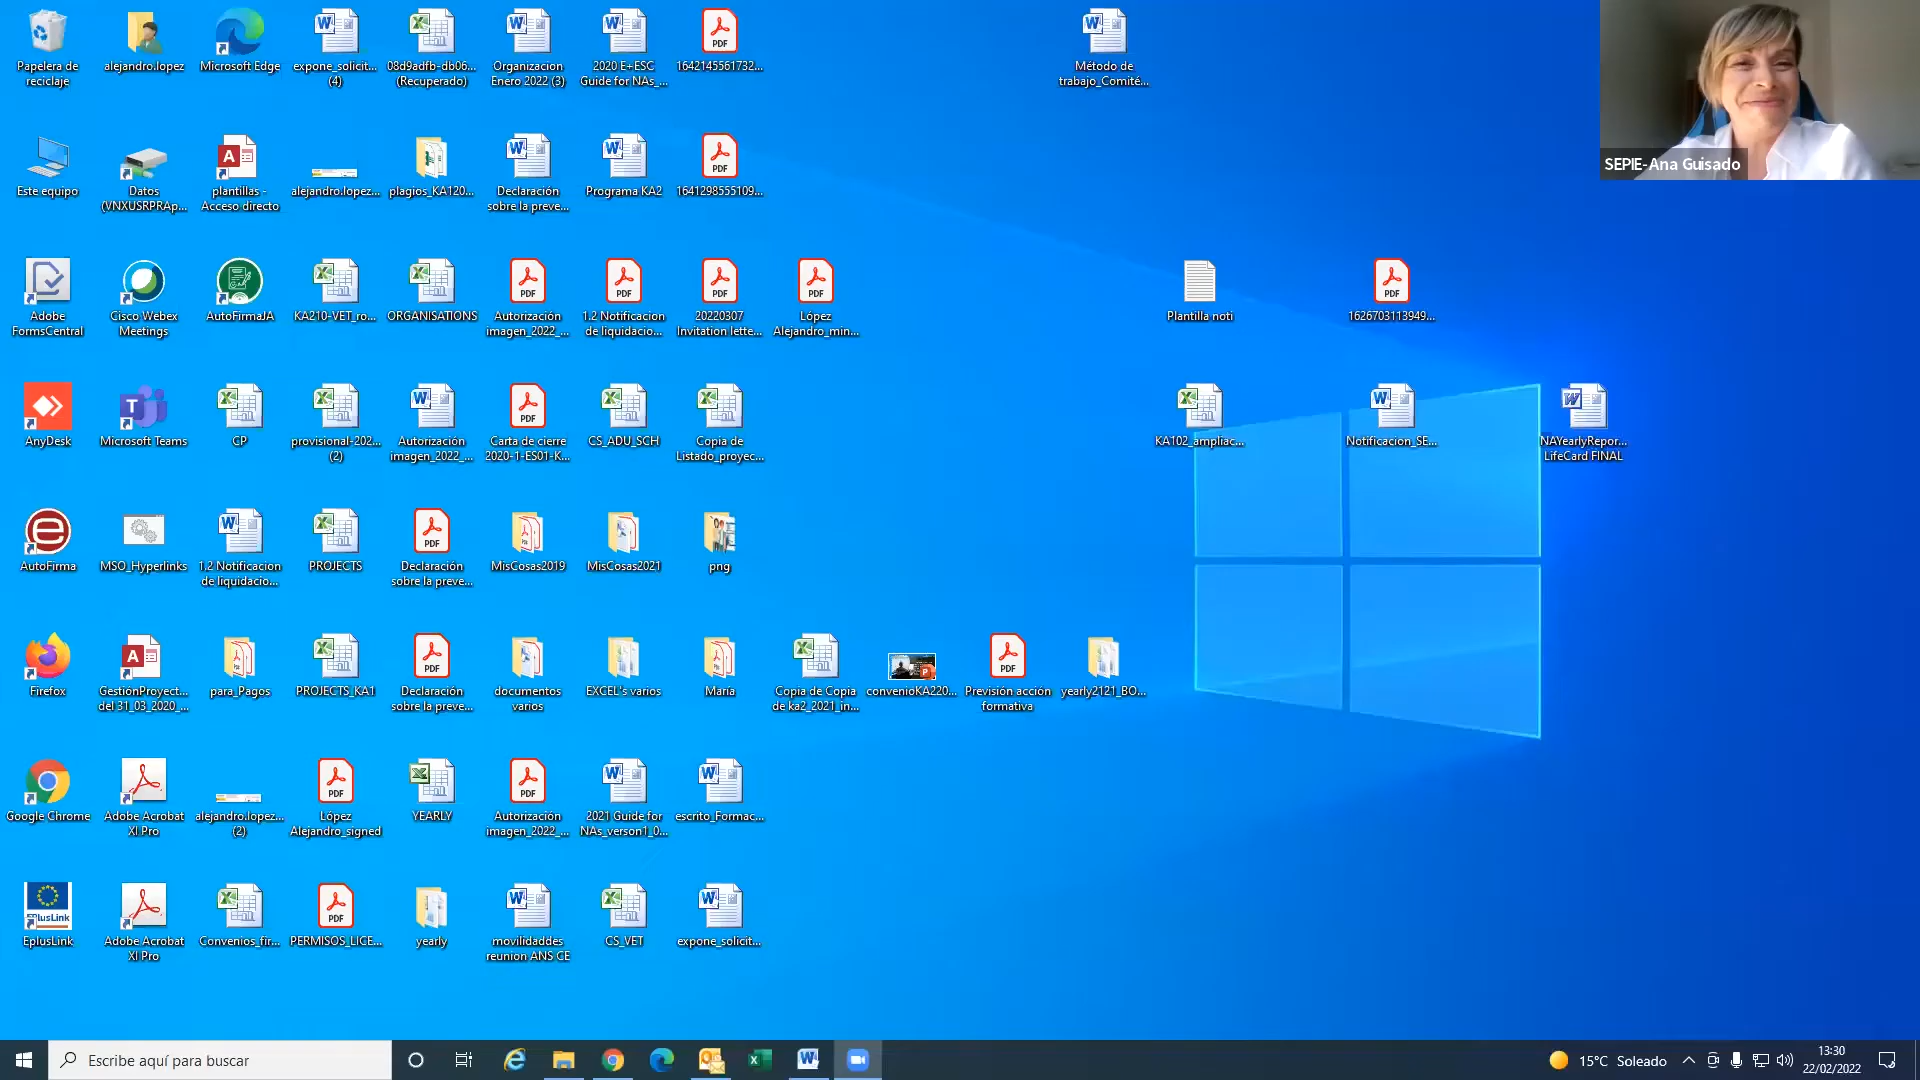 Papelera de
reciclaje
alejandro.lopez
Microsoft Edge
expone_solicit...
(4)
08d9adfb-db06...
(Recuperado)
Organizacion
Enero 2022 (3)
2020 E+ESC
Guide for NAs_...
1642145561732...
Método de
trabajo_Comité...
SEPIE-Ana Guisado
Este equipo
Datos
(VNXUSRPRAp...
plantillas -
Acceso directo
alejandro.lopez...
plagios_KA120...
Declaración
sobre la preve...
Programa KA2
1641298555109...
Adobe
FormsCentral
Cisco Webex
Meetings
AutoFirmaJA
KA210-VET_ro...
ORGANISATIONS
Autorización
imagen_2022_...
1.2 Notificacion
de liquidacio...
20220307
Invitation lette...
López
Alejandro_min...
Plantilla noti
1626703113949...
AnyDesk
Microsoft Teams
CP
provisional-202...
(2)
Autorización
imagen_2022_...
Carta de cierre
2020-1-ES01-K...
CS_ADU_SCH
Copia de
Listado_proyec...
KA102_ampliac...
Notificacion_SE...
NAYearlyRepor...
LifeCard FINAL
AutoFirma
MSO_Hyperlinks
1.2 Notificacion
de liquidacio...
PROJECTS
Declaración
sobre la preve...
MisCosas2019
MisCosas2021
png
Firefox
GestiónProyect...
del 31_03_2020_...
para_Pagos
PROJECTS_KA1
Declaración
sobre la preve...
documentos
varios
EXCEL's varios
Maria
Copia de Copia
de ka2_2021_in...
convenioKA220...
Previsión acción
formativa
yearly2121_BO...
Google Chrome
Adobe Acrobat
XI Pro
alejandro.lopez...
(2)
López
Alejandro_signed
YEARLY
Autorización
imagen_2022_...
2021 Guide for
NAs_verson1_0...
escrito_Formac...
EplusLink
EplusLink
Adobe Acrobat
XI Pro
Convenios_fir...
PERMISOS_LICE...
yearly
movilidaddes
reunion ANS CE
CS_VET
expone_solicit...
Escribe aquí para buscar
15°C Soleado
13:30
22/02/2022